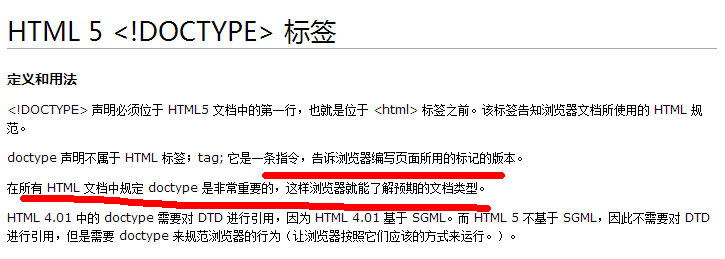 HTML 5 <!DOCTYPE> 标签
定义和用法
<!DOCTYPE> 声明必须位于 HTML5 文档中的第一行，也就是位于 <html> 标签之前。该标签告知浏览器文档所使用的 HTML 规
范。
doctype 声明不属于 HTML 标签；tag; 它是一条指令，告诉浏览器编写页面所用的标记的版本。
在所有 HTML 文档中规定 doctype 是非常重要的，这样浏览器就能了解预期的文档类型。
HTML 4.01 中的 doctype 需要对 DTD 进行引用，因为 HTML 4.01 基于 SGML。而 HTML 5 不基于 SGML，因此不需要对 DTD
进行引用，但是需要 doctype 来规范浏览器的行为（让浏览器按照它们应该的方式来运行。）。